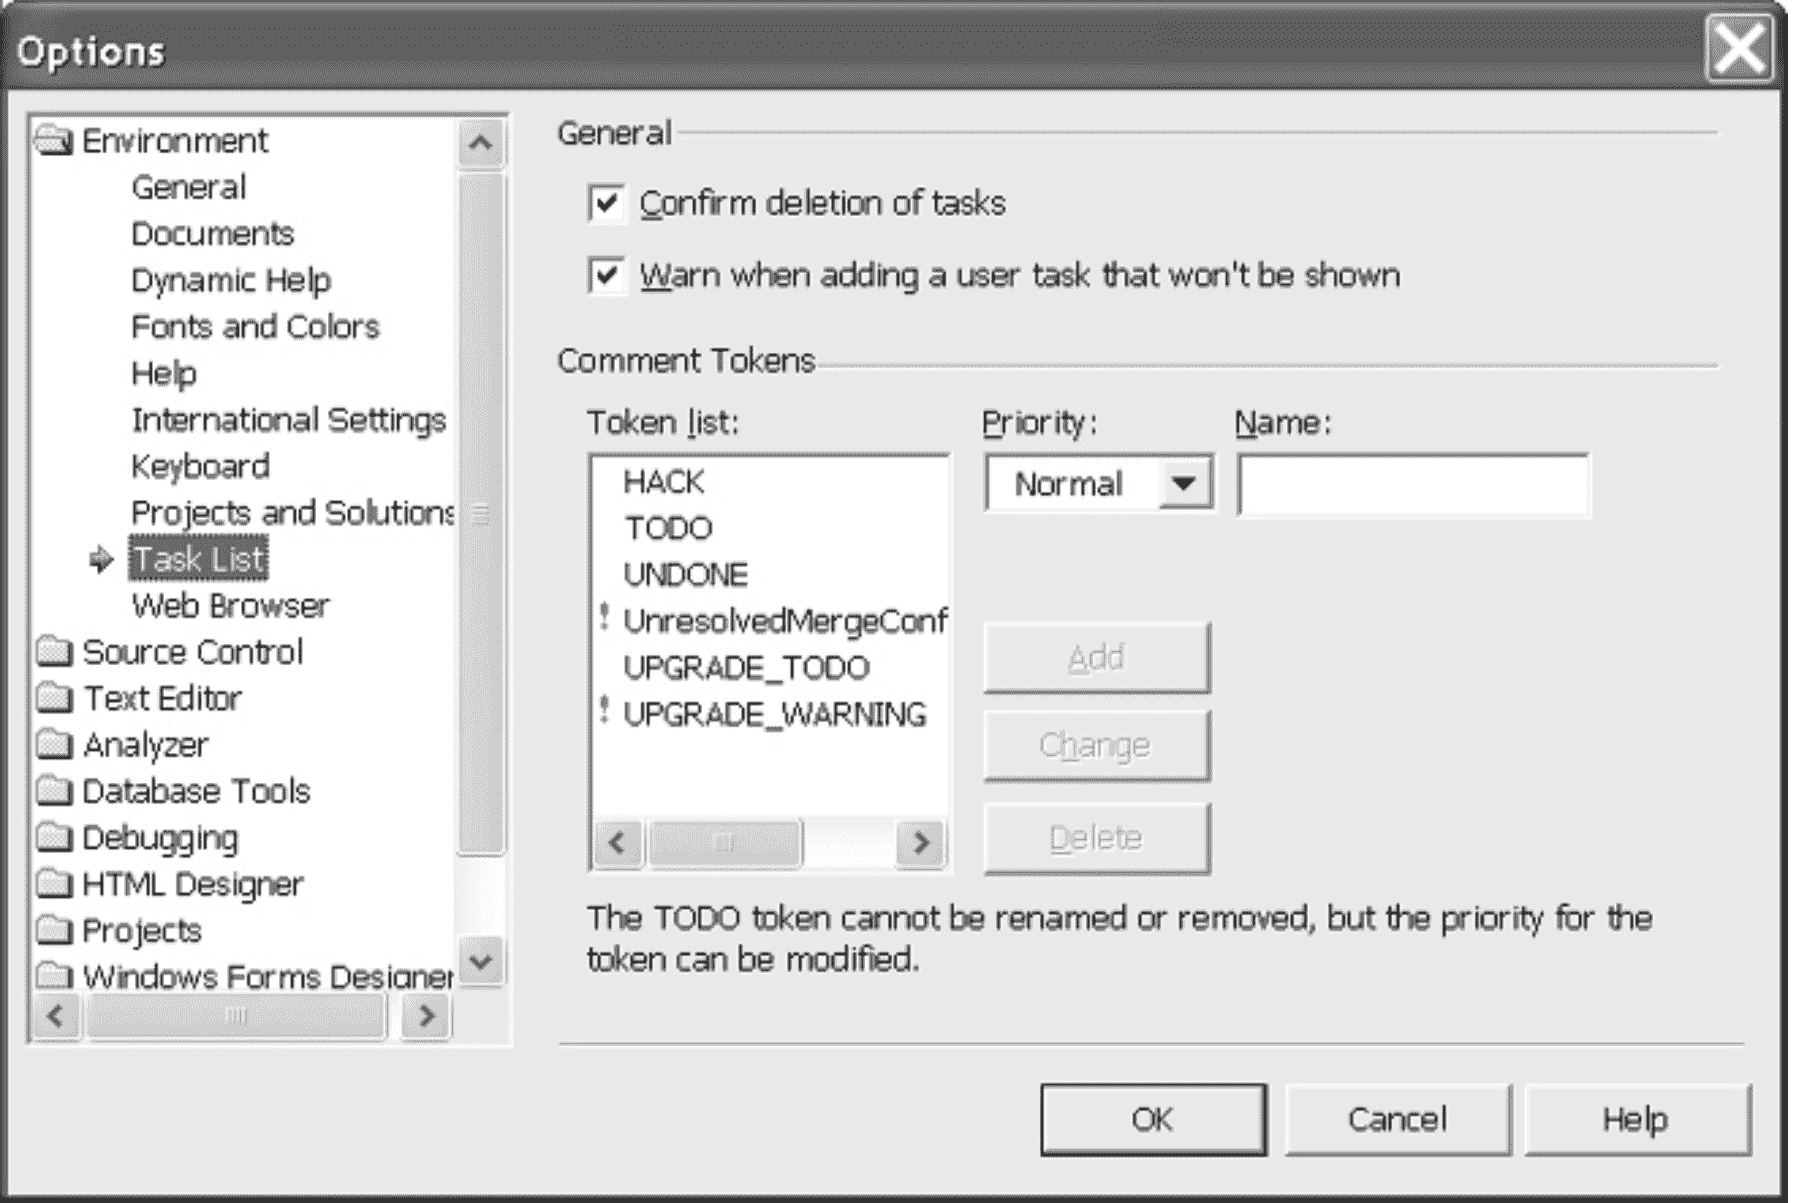 Options
Environment
General
Documents
Dynamic Help
Fonts and Colors
Help
International Settings
Keyboard
Projects and Solutions
Task List
Web Browser
Source Control
Text Editor
Analyzer
Database Tools
Debugging
HTML Designer
Projects
Windows Forms Designer
General
Confirm deletion of tasks
Warn when adding a user task that won't be shown
Comment Tokens
Token list:
HACK
TODO
UNDONE
! UnresolvedMergeConf
UPGRADE_TODO
! UPGRADE_WARNING
Priority:
Normal
Name:
Add
Change
Delete
The TODO token cannot be renamed or removed, but the priority for the
token can be modified.
OK
Cancel
Help